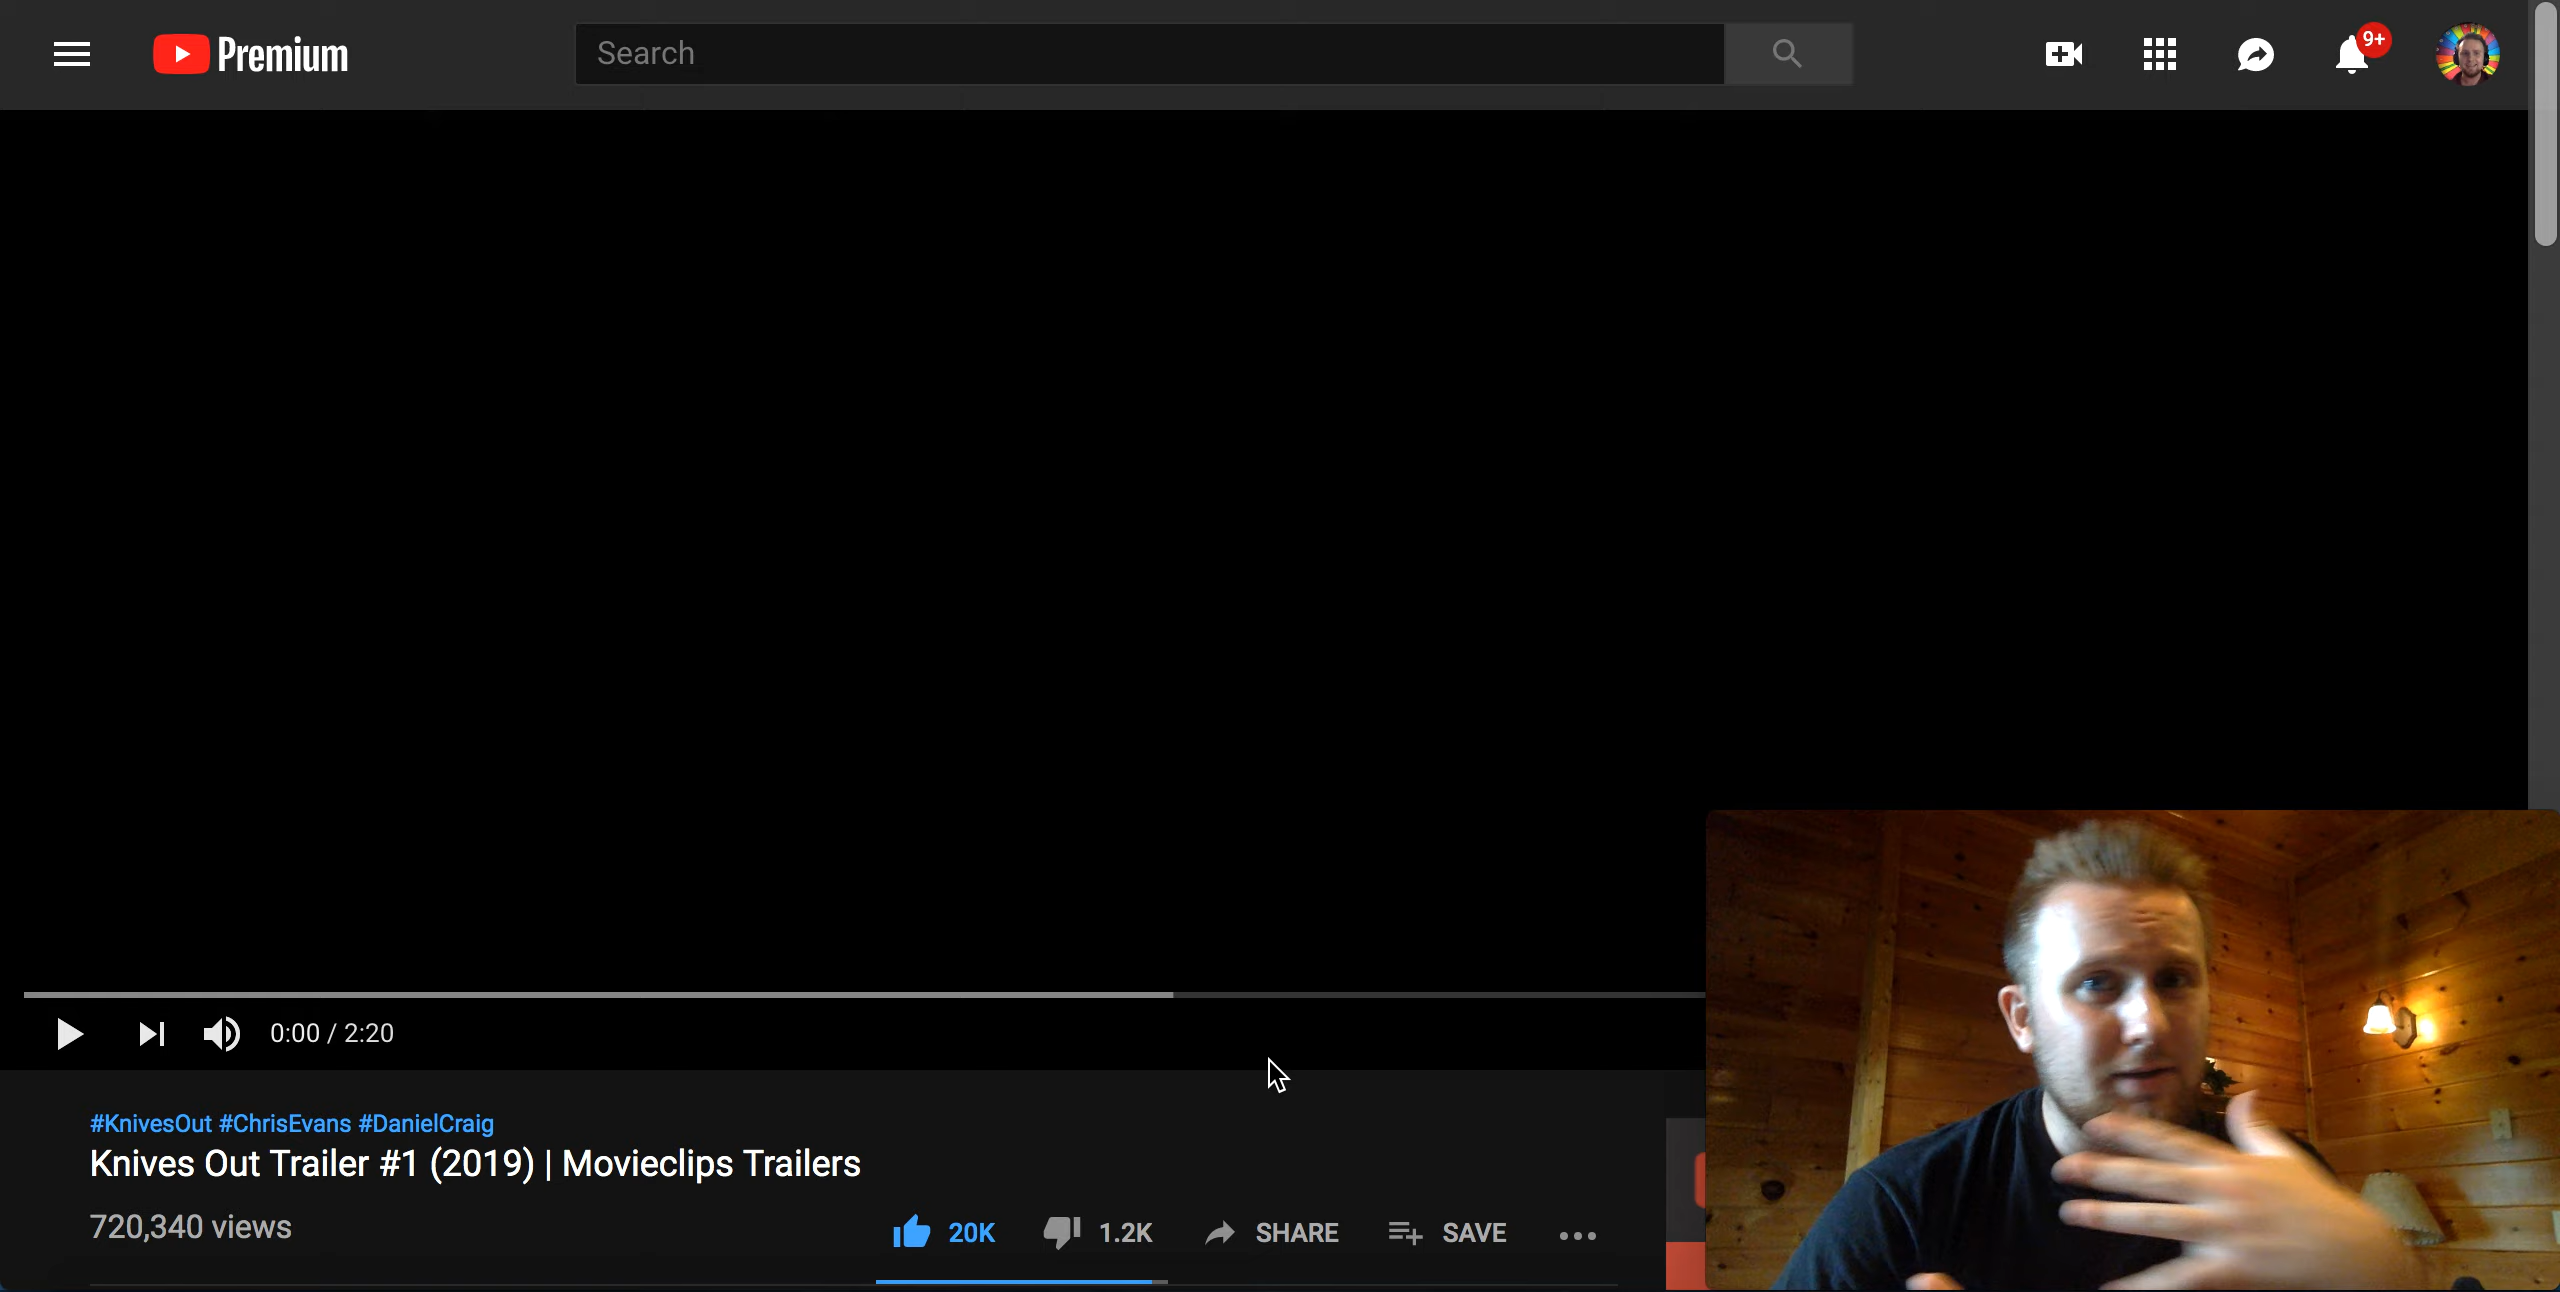 Premium
Search
9+
0:00 / 2:20
#KnivesOut #ChrisEvans #DanielCraig
Knives Out Trailer #1 (2019) | Movieclips Trailers
720,340 views
20K
1.2K
SHARE
SAVE